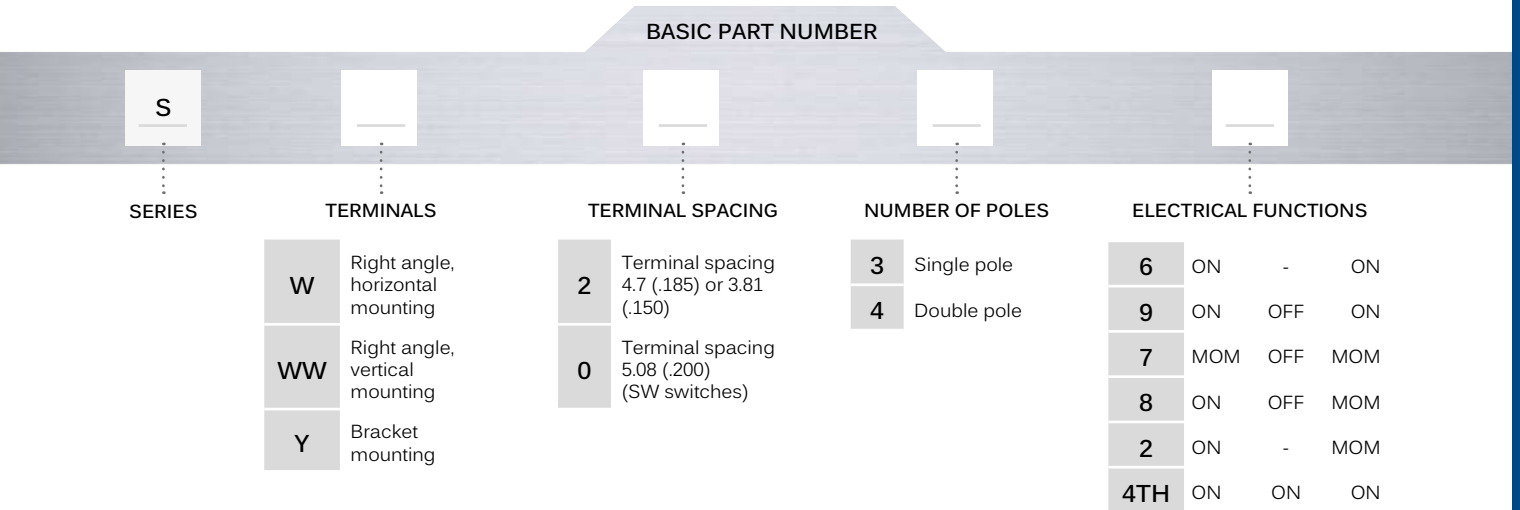 BASIC PART NUMBER
S
SERIES
TERMINALS
TERMINAL SPACING
NUMBER OF POLES
ELECTRICAL FUNCTIONS
W
Right angle,
horizontal
mounting
WW
Right angle,
vertical
mounting
Y
Bracket
mounting
2
Terminal spacing
4.7 (.185) or 3.81
(.150)
0
Terminal spacing
5.08 (.200)
(SW switches)
3 Single pole
4 Double pole
6 ON - ON
9 ON OFF ON
7 MOM OFF MOM
8 ON OFF MOM
2 ON - MOM
4TH ON ON ON